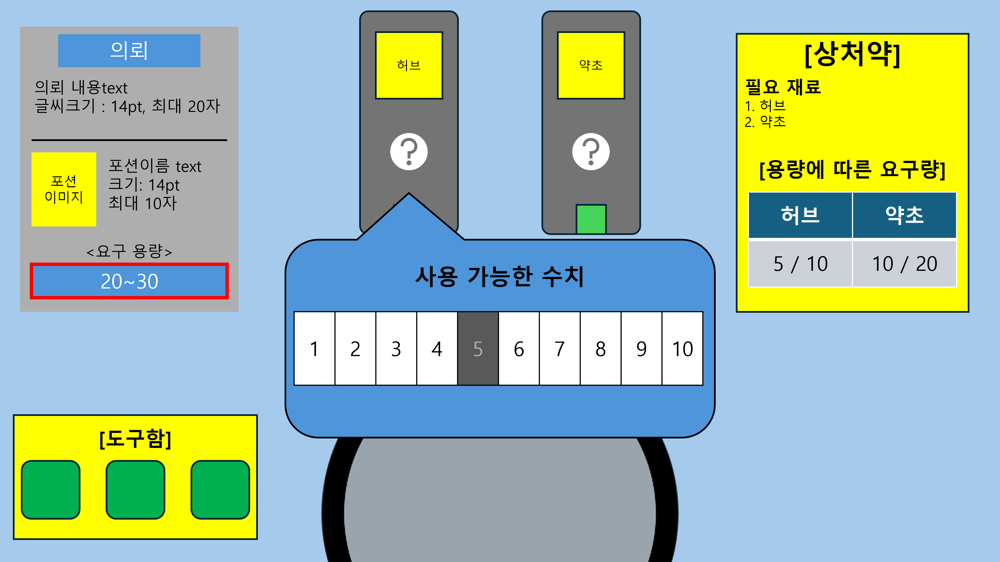 의뢰
의뢰 내용text
글씨크기 : 14pt, 최대 20자
포션
이미지
포션이름 text
크기: 14pt
최대 10자
<요구 용량>
20~30
[도구함]
허브
?
약초
?
사용 가능한 수치
1 2 3 4 5 6 7 8 9 10
[상처약]
필요 재료
1. 허브
2. 약초
[용량에 따른 요구량]
허브 약초
5 / 10 10 / 20